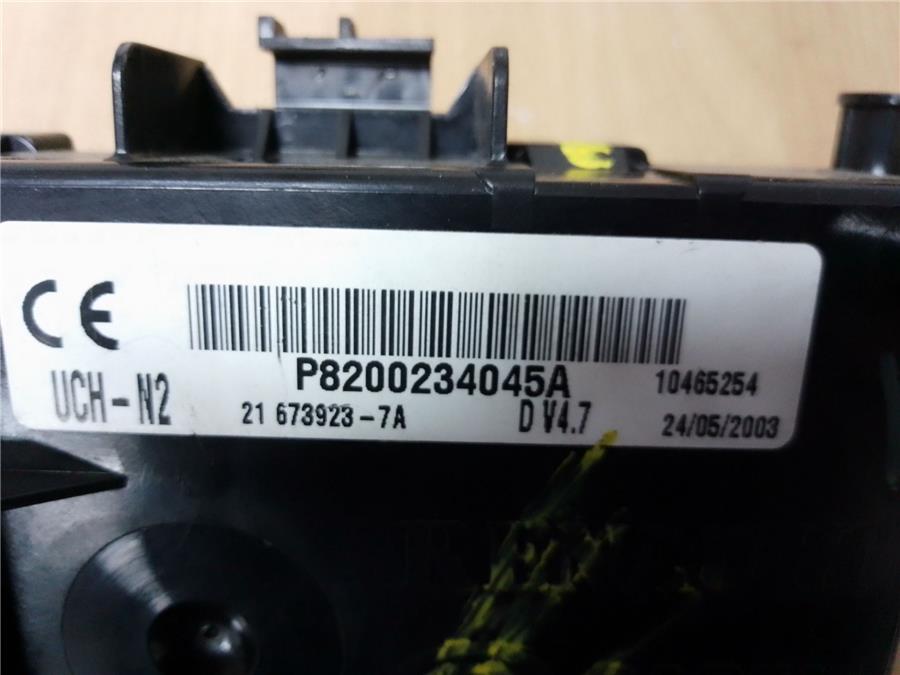 CE
P8200234045A 10465254
UCH-N2 21 673923-7A D V4.7 24/05/2003